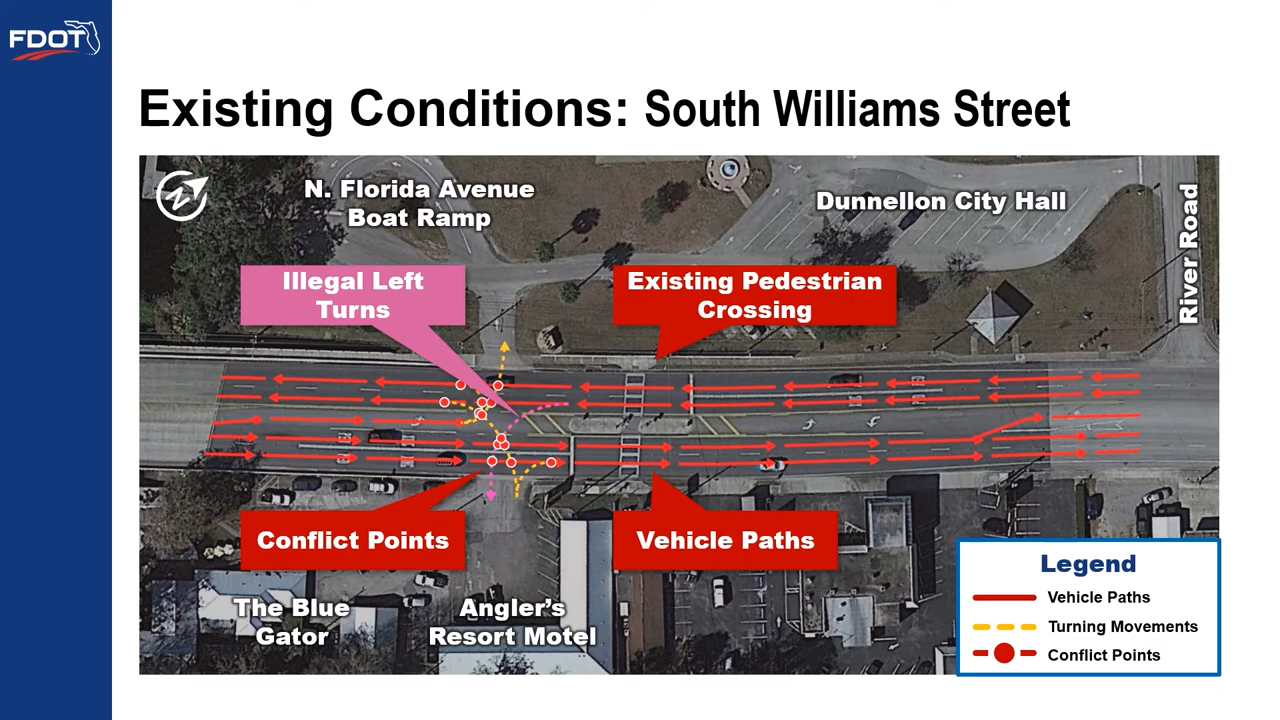 FDOT
Existing Conditions: South Williams Street
N. Florida Avenue
Boat Ramp
Dunnellon City Hall
River Road
Illegal Left
Turns
Existing Pedestrian
Crossing
Conflict Points
Vehicle Paths
The Blue
Gator
Angler's
Resort Motel
Legend
Vehicle Paths
Turning Movements
Conflict Points